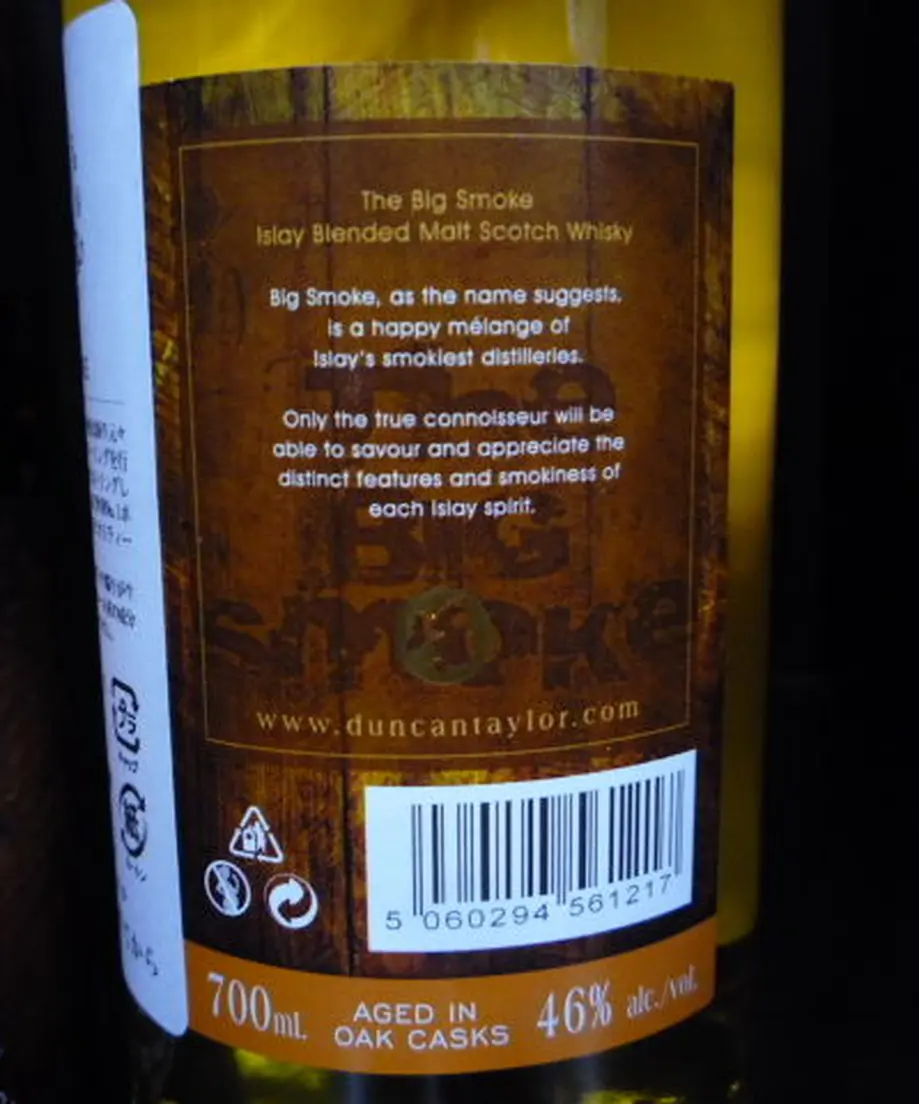 The Big Smoke
Islay Blended Malt Scotch Whisky
Big Smoke, as the name suggests,
is a happy mélange of
Islay's smokiest distilleries.
Only the true connoisseur will be
able to savour and appreciate the
distinct features and smokiness of
each Islay spirit.
The
BIG
smoke
www.duncantaylor.com
5 060294 561217
700mL
AGED IN
OAK CASKS
46% alc./vol.